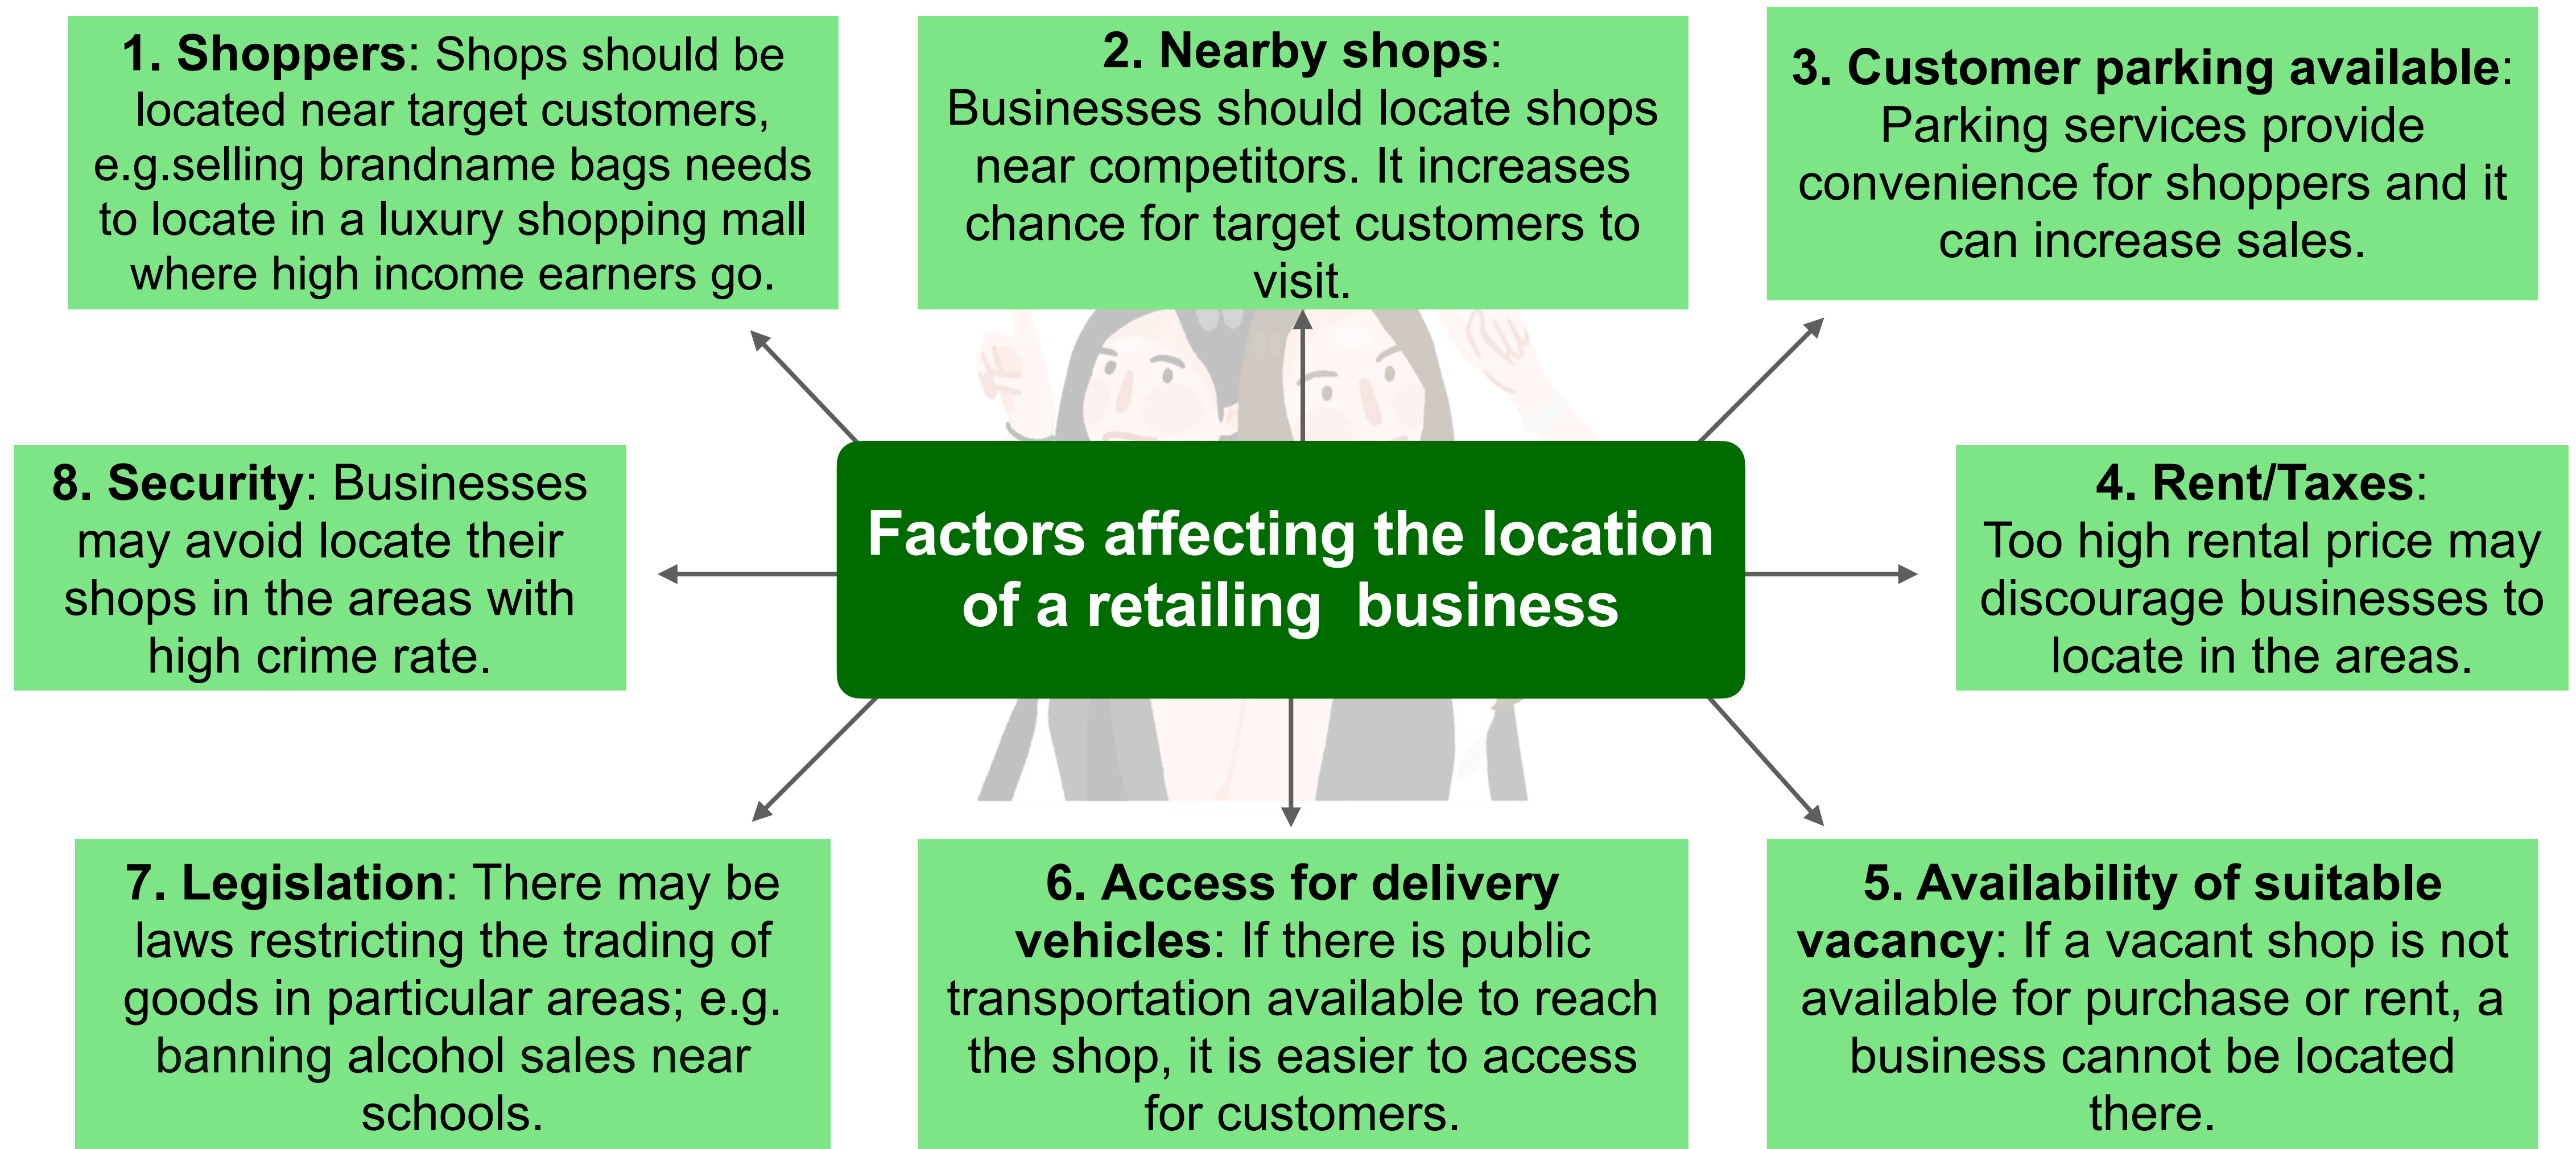 1. Shoppers: Shops should be
located near target customers,
e.g.selling brandname bags needs
to locate in a luxury shopping mall
where high income earners go.
2. Nearby shops:
Businesses should locate shops
near competitors. It increases
chance for target customers to
visit.
3. Customer parking available:
Parking services provide
convenience for shoppers and it
can increase sales.
8. Security: Businesses
may avoid locate their
shops in the areas with
high crime rate.
Factors affecting the location
of a retailing  business
4. Rent/Taxes:
Too high rental price may
discourage businesses to
locate in the areas.
7. Legislation: There may be
laws restricting the trading of
goods in particular areas; e.g.
banning alcohol sales near
schools.
6. Access for delivery
vehicles: If there is public
transportation available to reach
the shop, it is easier to access
for customers.
5. Availability of suitable
vacancy: If a vacant shop is not
available for purchase or rent, a
business cannot be located
there.